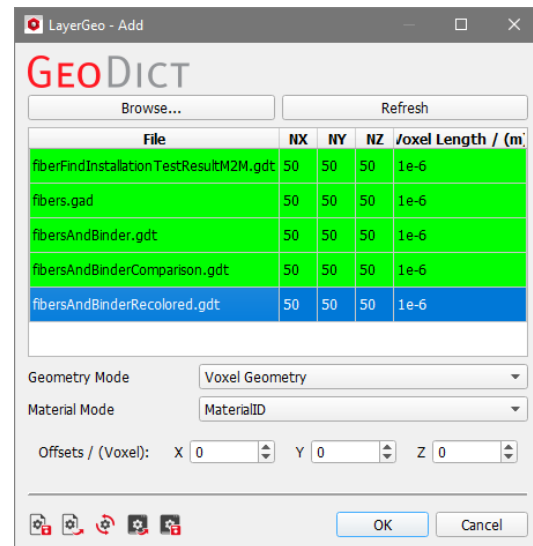 LayerGeo - Add
GEODICT
Browse... Refresh
File NX NY NZ Voxel Length / (m)
fiberFindInstallationTestResultM2M.gdt 50 50 50 1e-6
fibers.gad 50 50 50 1e-6
fibersAndBinder.gdt 50 50 50 1e-6
fibersAndBinderComparison.gdt 50 50 50 1e-6
fibersAndBinderRecolored.gdt 50 50 50 1e-6
Geometry Mode Voxel Geometry
Material Mode MaterialID
Offsets / (Voxel): X 0 Y 0 Z 0
OK Cancel